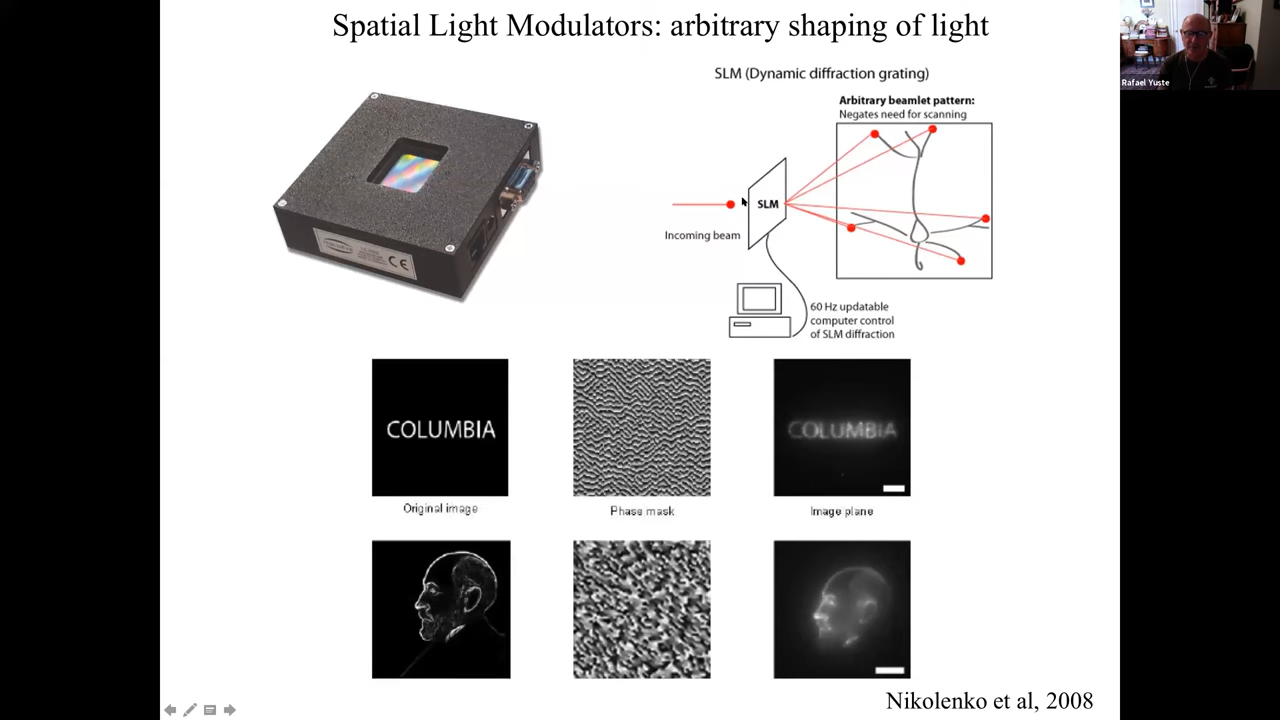 Spatial Light Modulators: arbitrary shaping of light
Rafael Yuste
SLM (Dynamic diffraction grating)
Arbitrary beamlet pattern:
Negates need for scanning
SLM
Incoming beam
60 Hz updatable
computer control
of SLM diffraction
CE
COLUMBIA
COLUMBIA
Original image
Phase mask
Image plane
Nikolenko et al, 2008